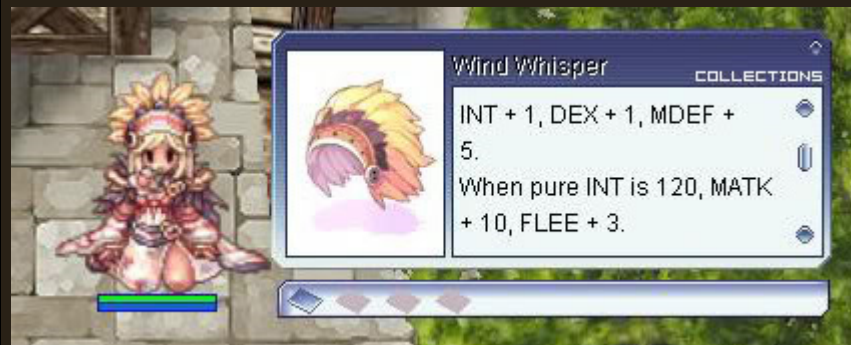 Wind Whisper
COLLECTIONS
INT + 1, DEX + 1, MDEF +
5.
When pure INT is 120, MATK
+ 10, FLEE + 3.